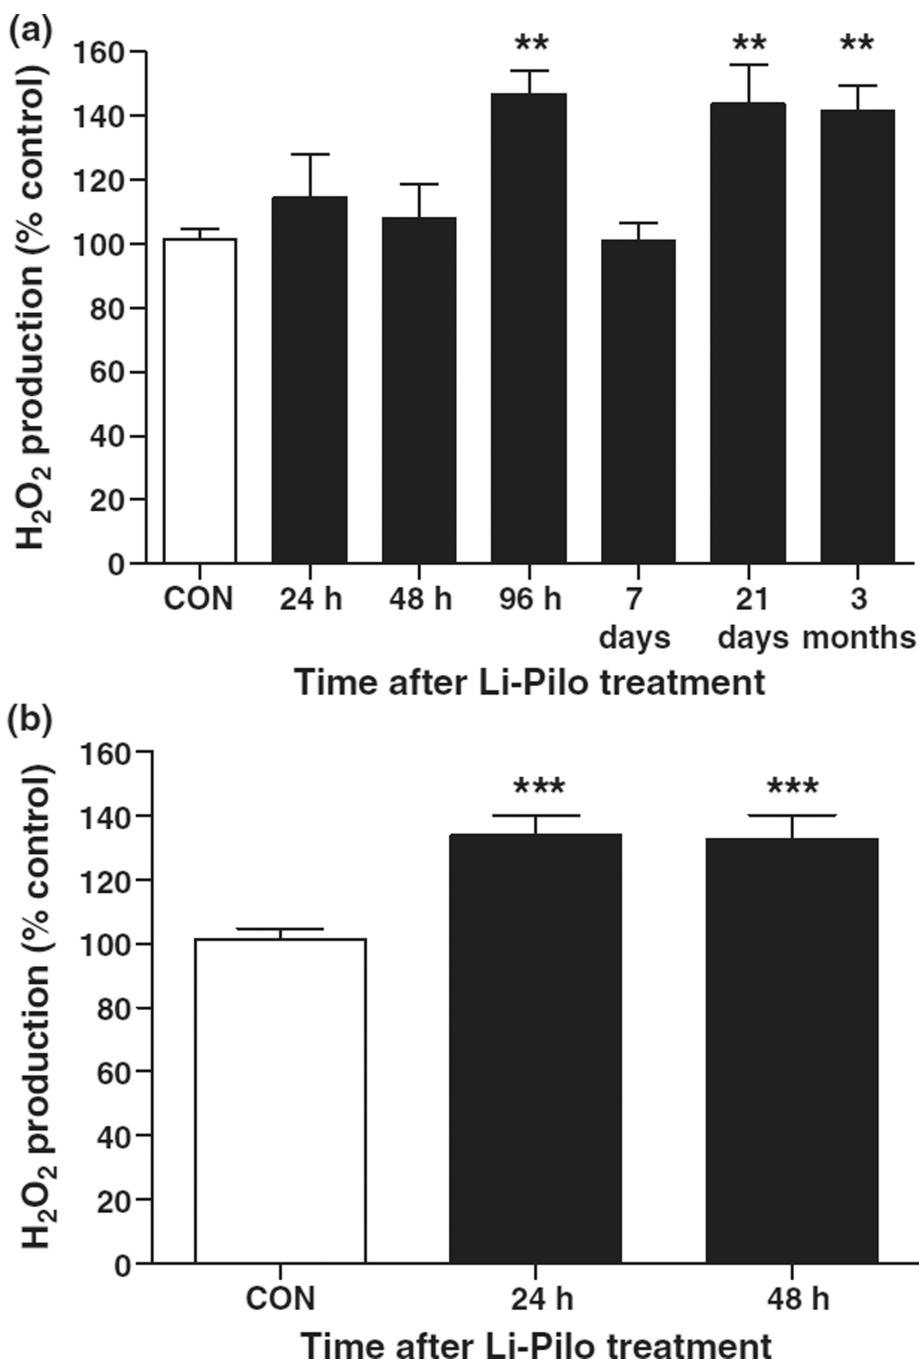 (a)
H₂O₂ production (% control)
160
140
120
100
80
60
40
20
0
** ** **
CON 24 h 48 h 96 h 7 days 21 days 3 months
Time after Li-Pilo treatment
(b)
H₂O₂ production (% control)
160
140
120
100
80
60
40
20
0
*** ***
CON 24 h 48 h
Time after Li-Pilo treatment